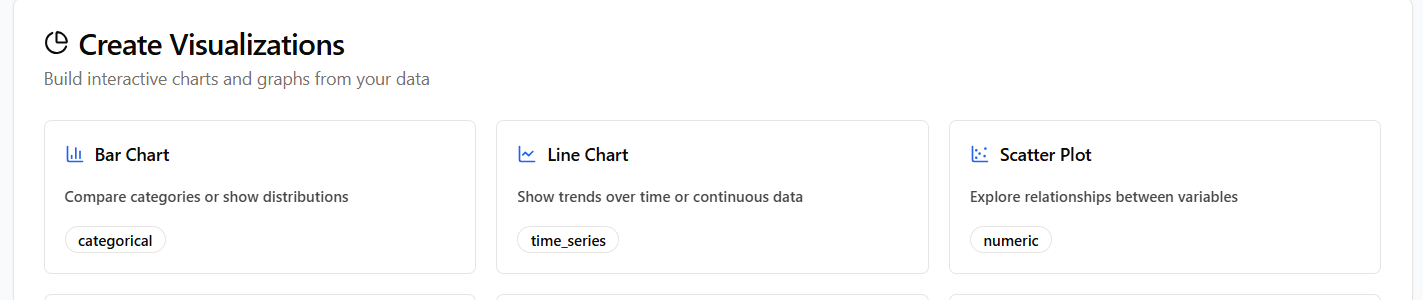 Create Visualizations
Build interactive charts and graphs from your data
Bar Chart
Compare categories or show distributions
categorical
Line Chart
Show trends over time or continuous data
time_series
Scatter Plot
Explore relationships between variables
numeric